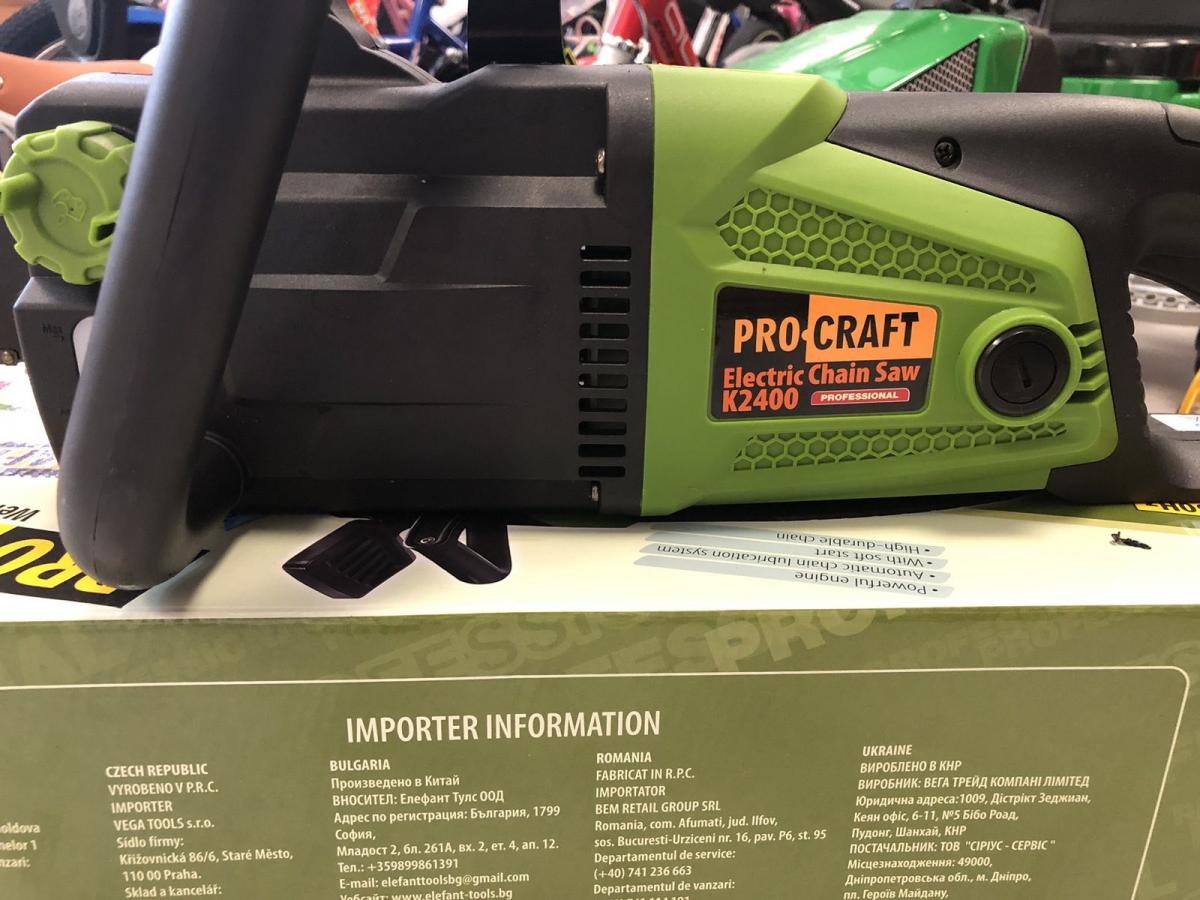 Max
PRO·CRAFT
Electric Chain Saw
K2400 PROFESSIONAL
• Powerful engine
• Automatic chain lubrication system
• With soft start
• High-durable chain
IMPORTER INFORMATION
oldova
nelor 1
nzari:
CZECH REPUBLIC
VYROBENO V P.R.C.
IMPORTER
VEGA TOOLS s.r.o.
Sídlo firmy:
Křížovnická 86/6, Staré Město,
110 00 Praha.
Sklad a kancelář:
BULGARIA
Произведено в Китай
ВНОСИТЕЛ: Елефант Тулс ООД
Адрес по регистрация: България, 1799
София,
Младост 2, бл. 261А, вх. 2, ет. 4, ап. 12.
Тел.: +359899861391
E-mail: elefanttoolsbg@gmail.com
Уебсайт: www.elefant-tools.bg
ROMANIA
FABRICAT IN R.P.C.
IMPORTATOR
BEM RETAIL GROUP SRL
Romania, com. Afumati, jud. Ilfov,
sos. Bucuresti-Urziceni nr. 16, pav. P6, st. 95
Departamentul de service:
(+40) 741 236 663
Departamentul de vanzari:
UKRAINE
ВИРОБЛЕНО В КНР
ВИРОБНИК: ВЕГА ТРЕЙД КОМПАНІ ЛІМІТЕД
Юридична адреса:1009, Дістрікт Зеджиан,
Кеян офіс, 6-11, №5 Бібо Роад,
Пудонг, Шанхай, КНР
ПОСТАЧАЛЬНИК: ТОВ "СІРІУС - СЕРВІС "
Місцезнаходження: 49000,
Дніпропетровська обл., м. Дніпро,
пл. Героїв Майдану,